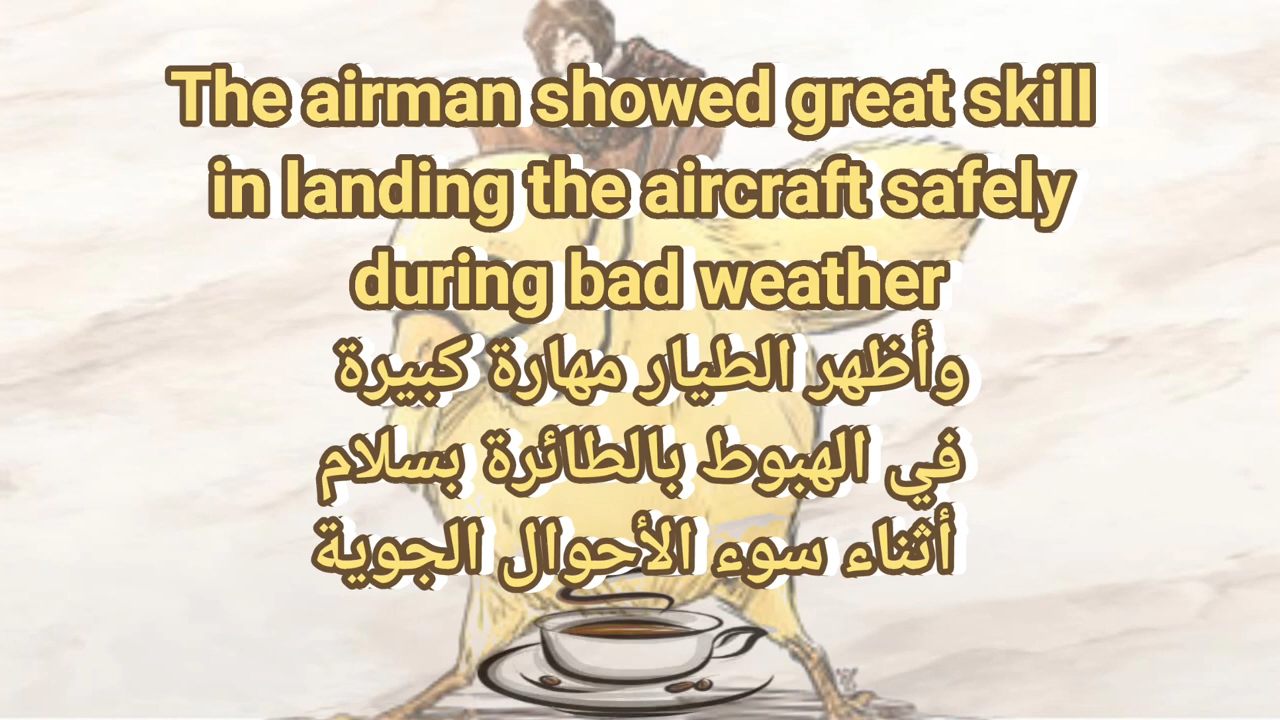 The airman showed great skill
in landing the aircraft safely
during bad weather
وأظهر الطيار مهارة كبيرة
في الهبوط بالطائرة بسلام
أثناء سوء الأحوال الجوية